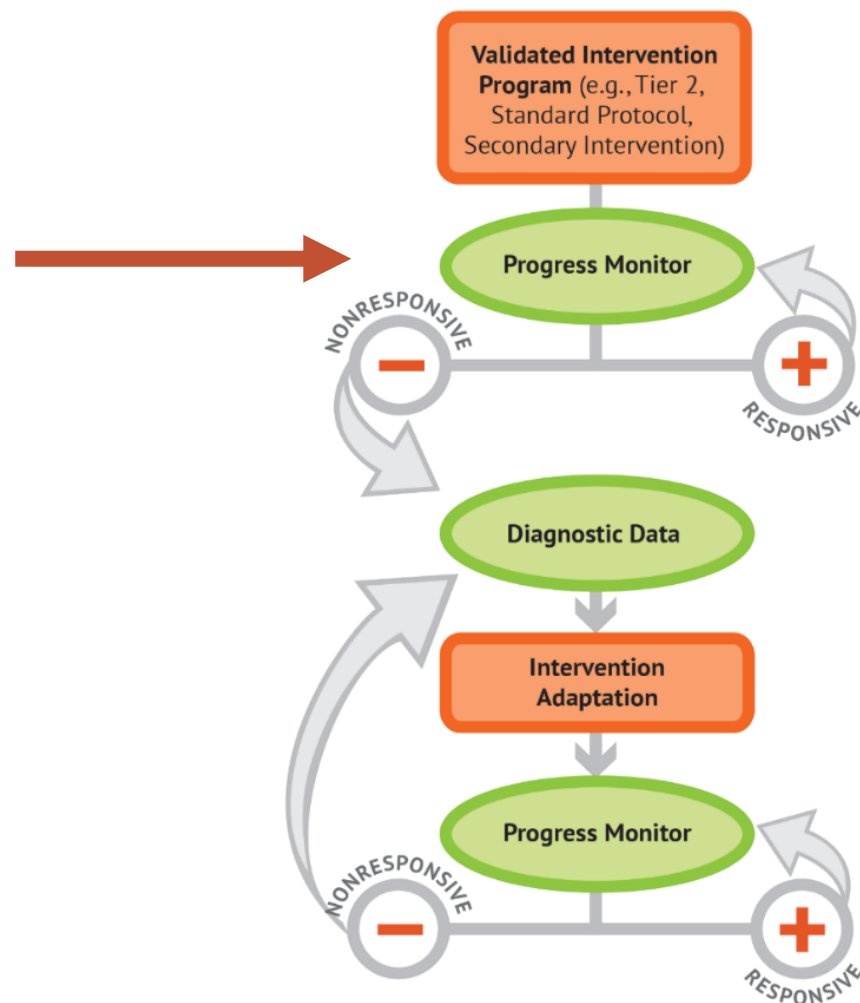 Validated Intervention
Program (e.g., Tier 2,
Standard Protocol,
Secondary Intervention)
Progress Monitor
NONRESPONSIVE
RESPONSIVE
Diagnostic Data
Intervention
Adaptation
Progress Monitor
NONRESPONSIVE
RESPONSIVE